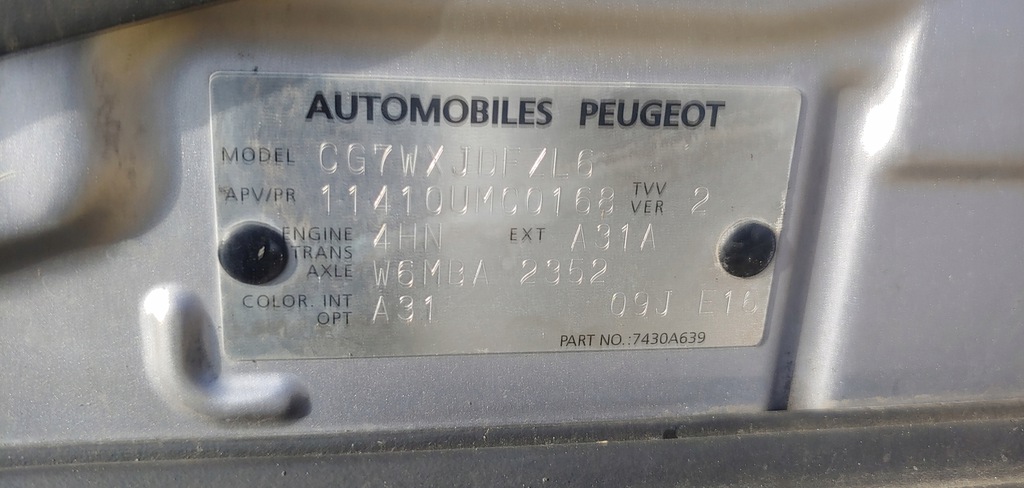 AUTOMOBILES PEUGEOT
MODEL CG7WXJDF/L6
APV/PR 11410UM00168 TVV VER 2
ENGINE 4HN EXT A31A
TRANS AXLE W6MBA 2352
COLOR. INT OPT A31 09J E10
PART NO.:7430A639